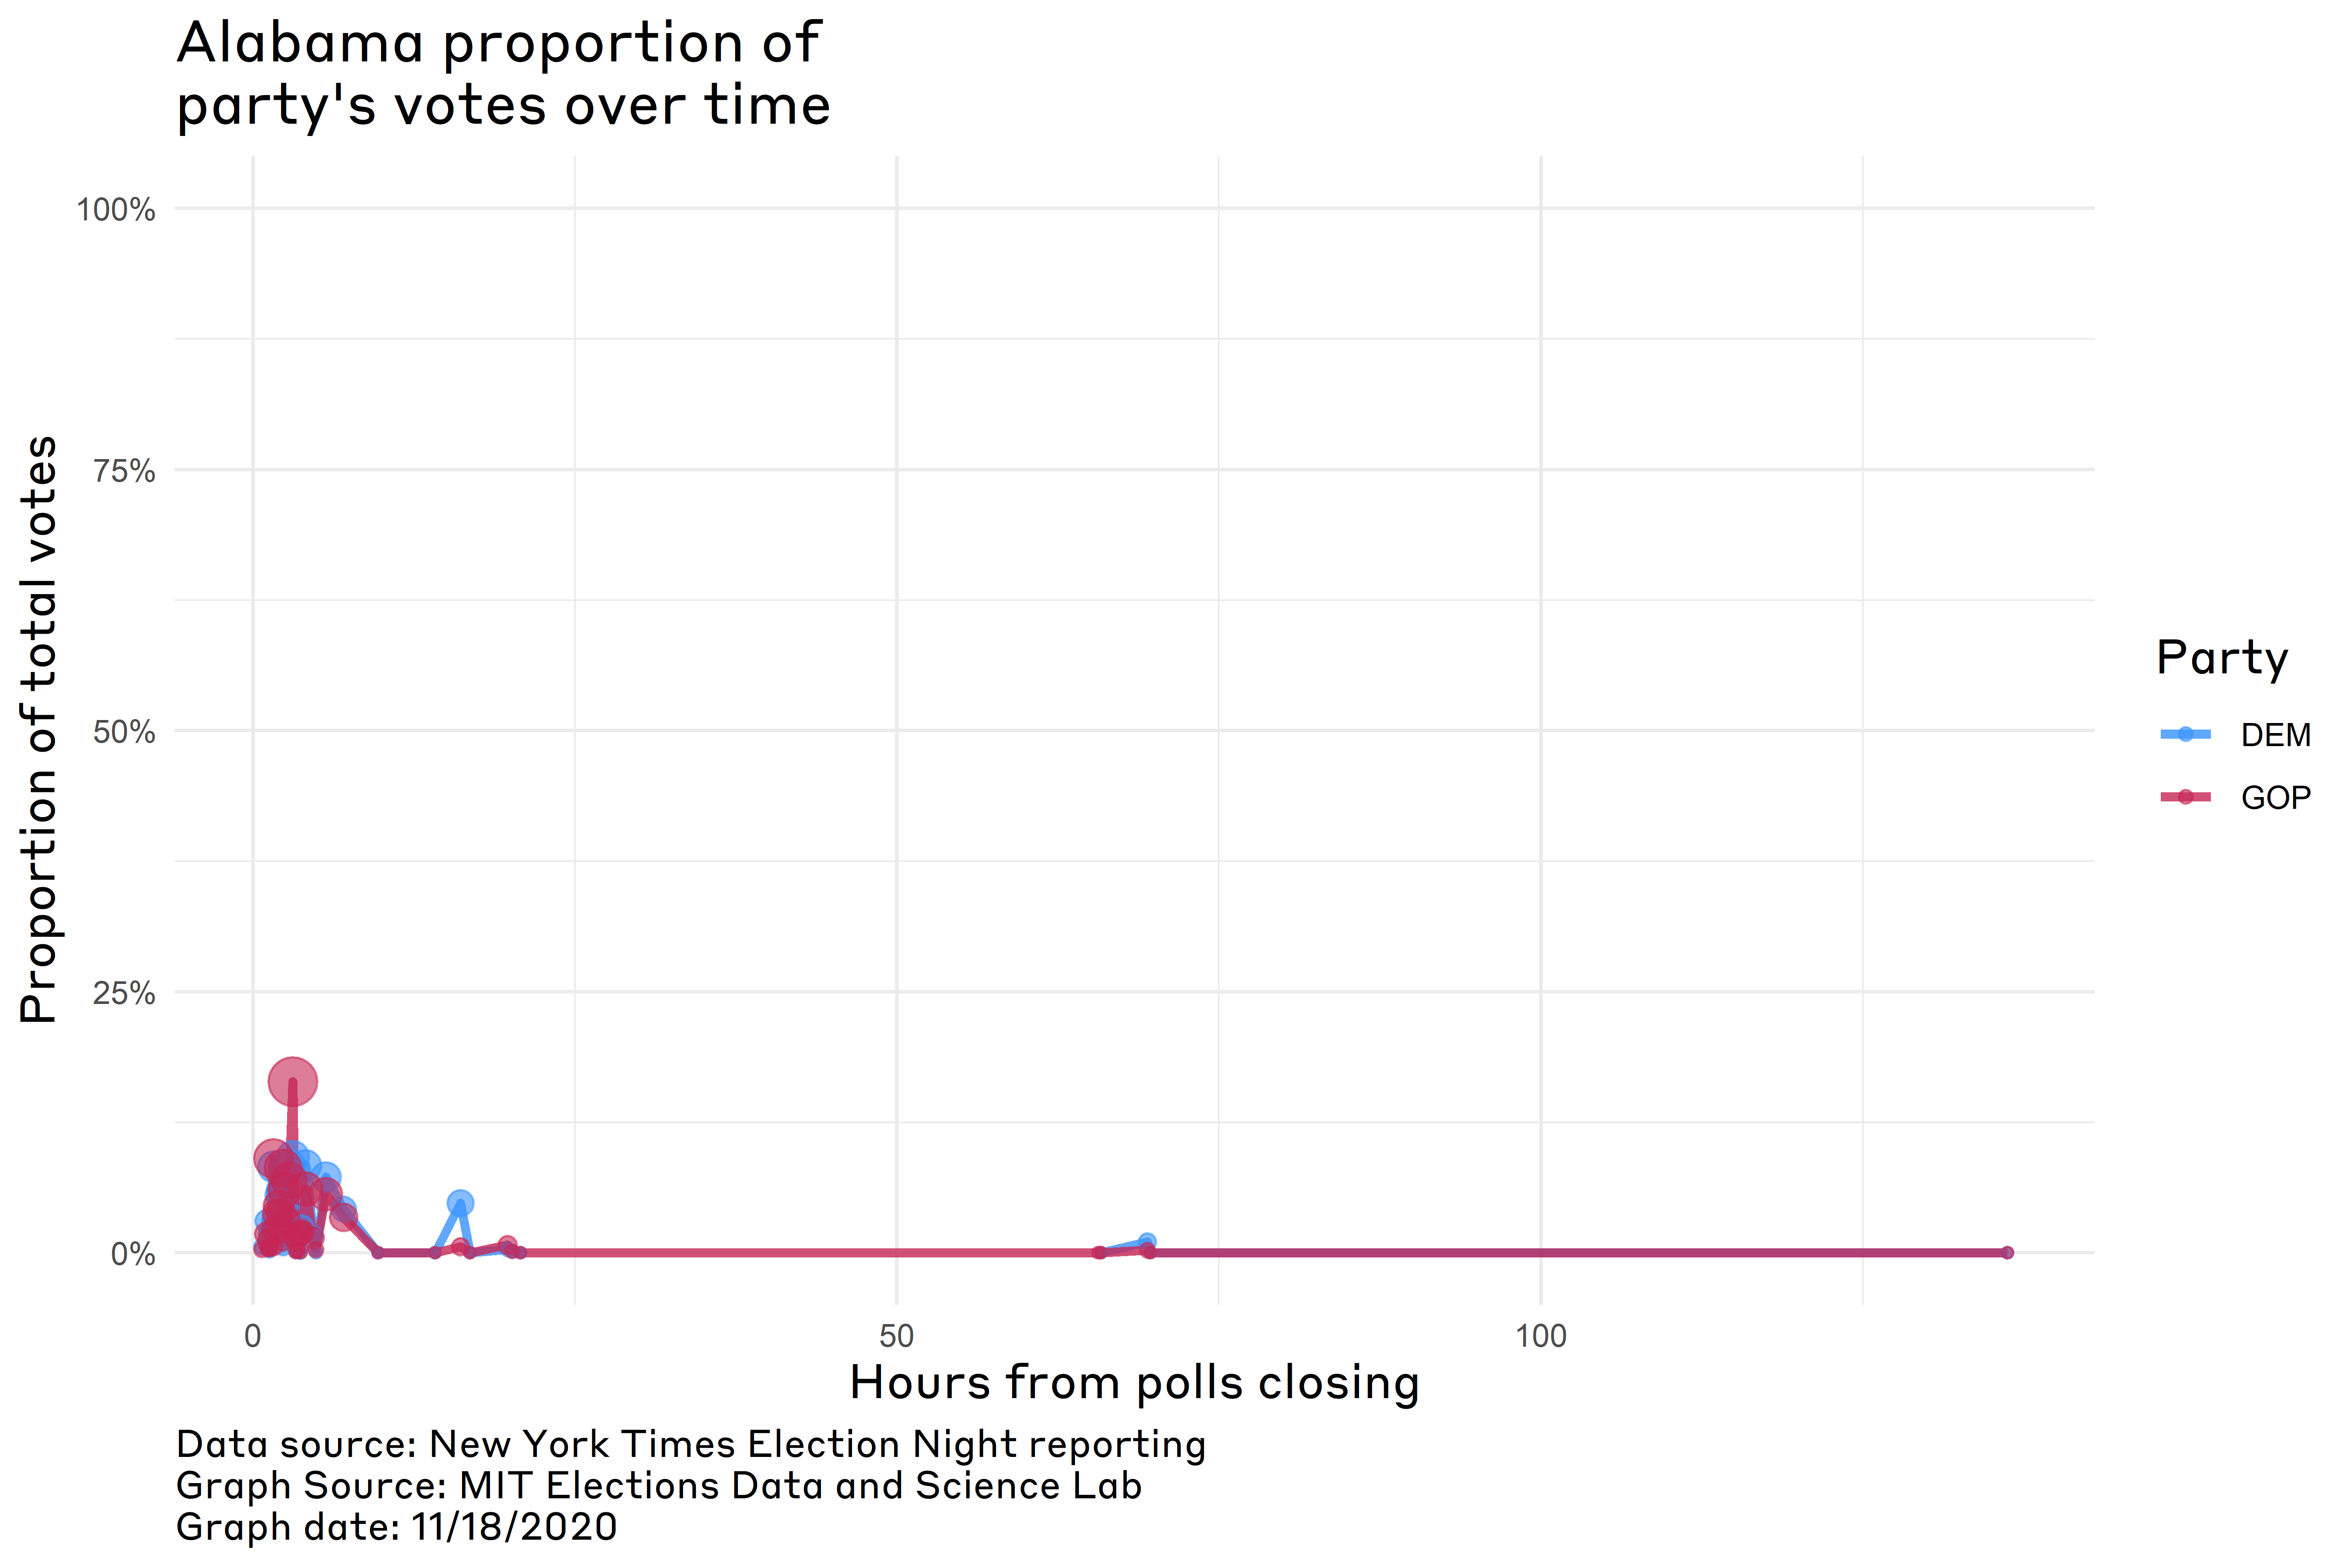 Alabama proportion of
party's votes over time
Proportion of total votes
100%
75%
50%
25%
0%
0
50
100
Hours from polls closing
Party
DEM
GOP
Data source: New York Times Election Night reporting
Graph Source: MIT Elections Data and Science Lab
Graph date: 11/18/2020